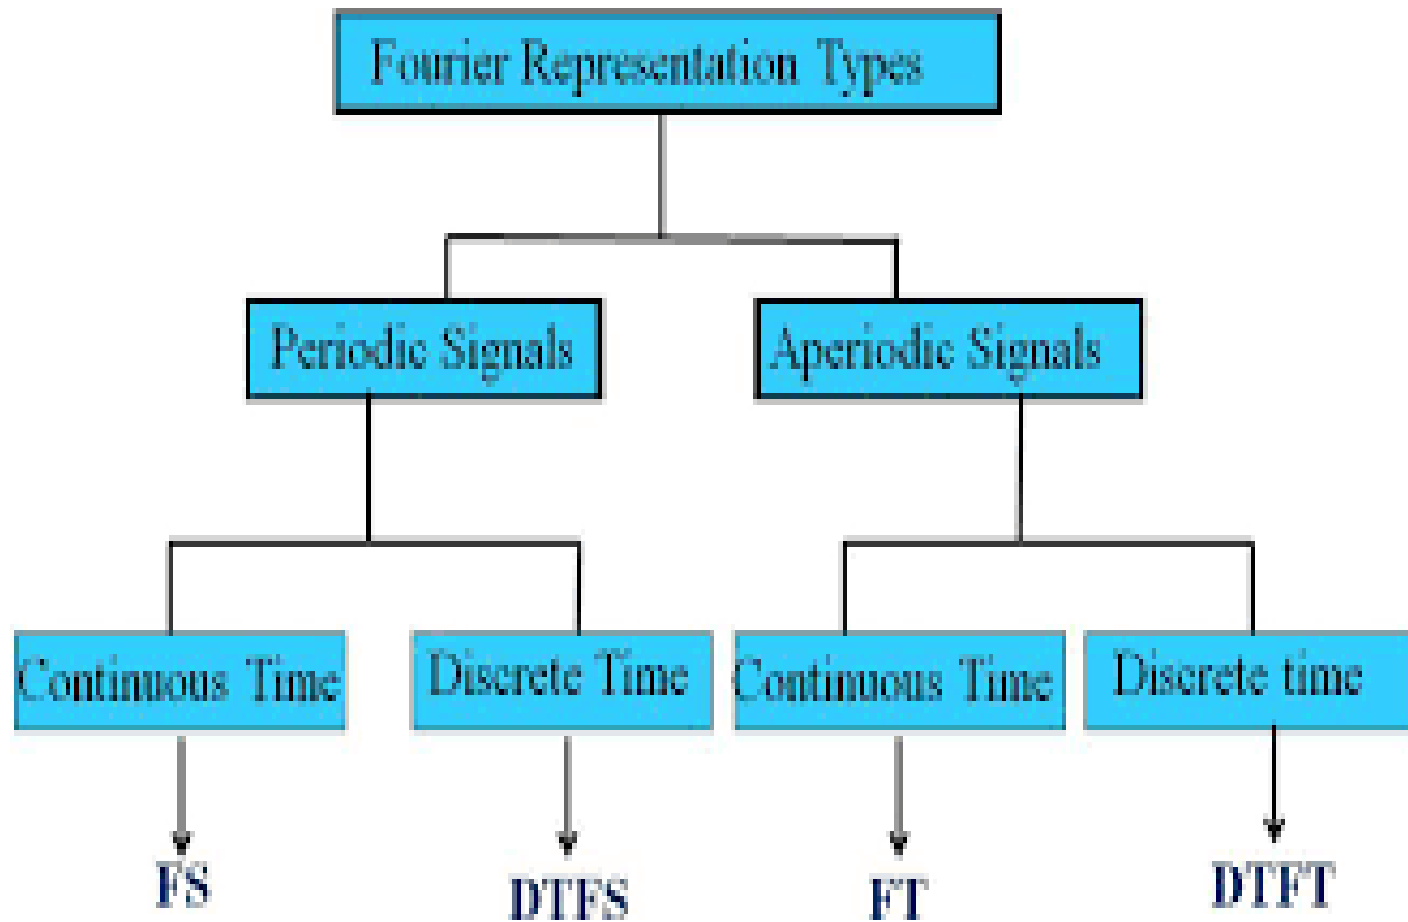 Fourier Representation Types
Periodic Signals
Aperiodic Signals
Continuous Time
Discrete Time
Continuous Time
Discrete time
FS
DTFS
FT
DTFT